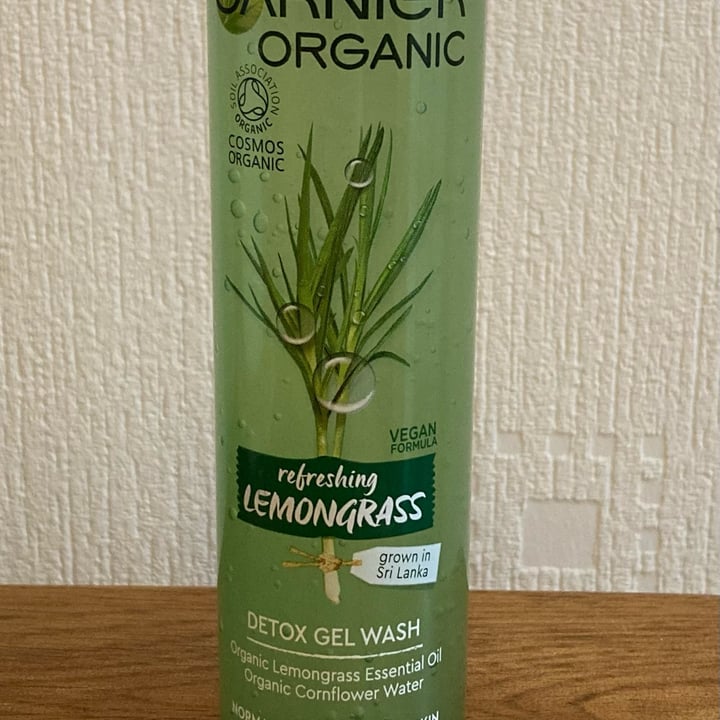 GARNIER
ORGANIC
SOIL ASSOCIATION
ORGANIC
COSMOS
ORGANIC
VEGAN
FORMULA
refreshing
LEMONGRASS
grown in
Sri Lanka
DETOX GEL WASH
Organic Lemongrass Essential Oil
Organic Cornflower Water